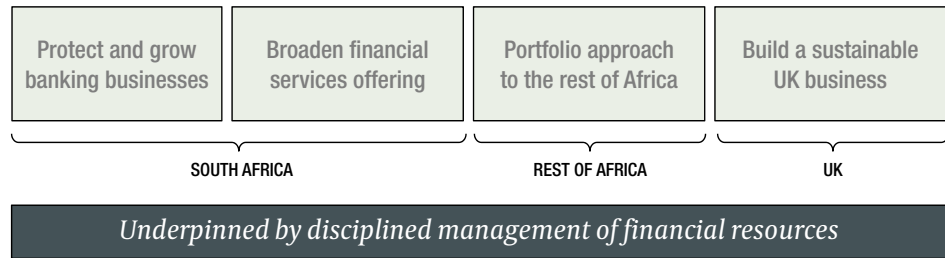 Protect and grow
banking businesses
Broaden financial
services offering
Portfolio approach
to the rest of Africa
Build a sustainable
UK business
SOUTH AFRICA
REST OF AFRICA
UK
Underpinned by disciplined management of financial resources